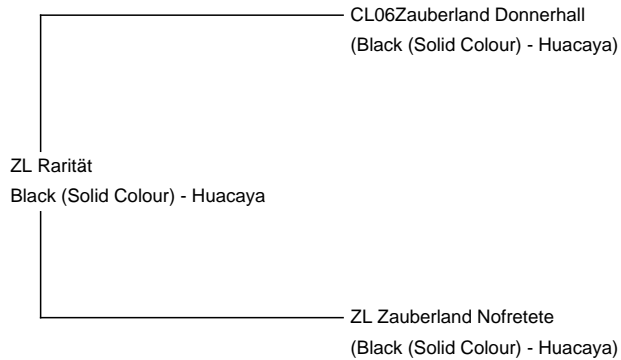 CL06Zauberland Donnerhall
(Black (Solid Colour) - Huacaya)
ZL Rarität
Black (Solid Colour) - Huacaya
ZL Zauberland Nofretete
(Black (Solid Colour) - Huacaya)